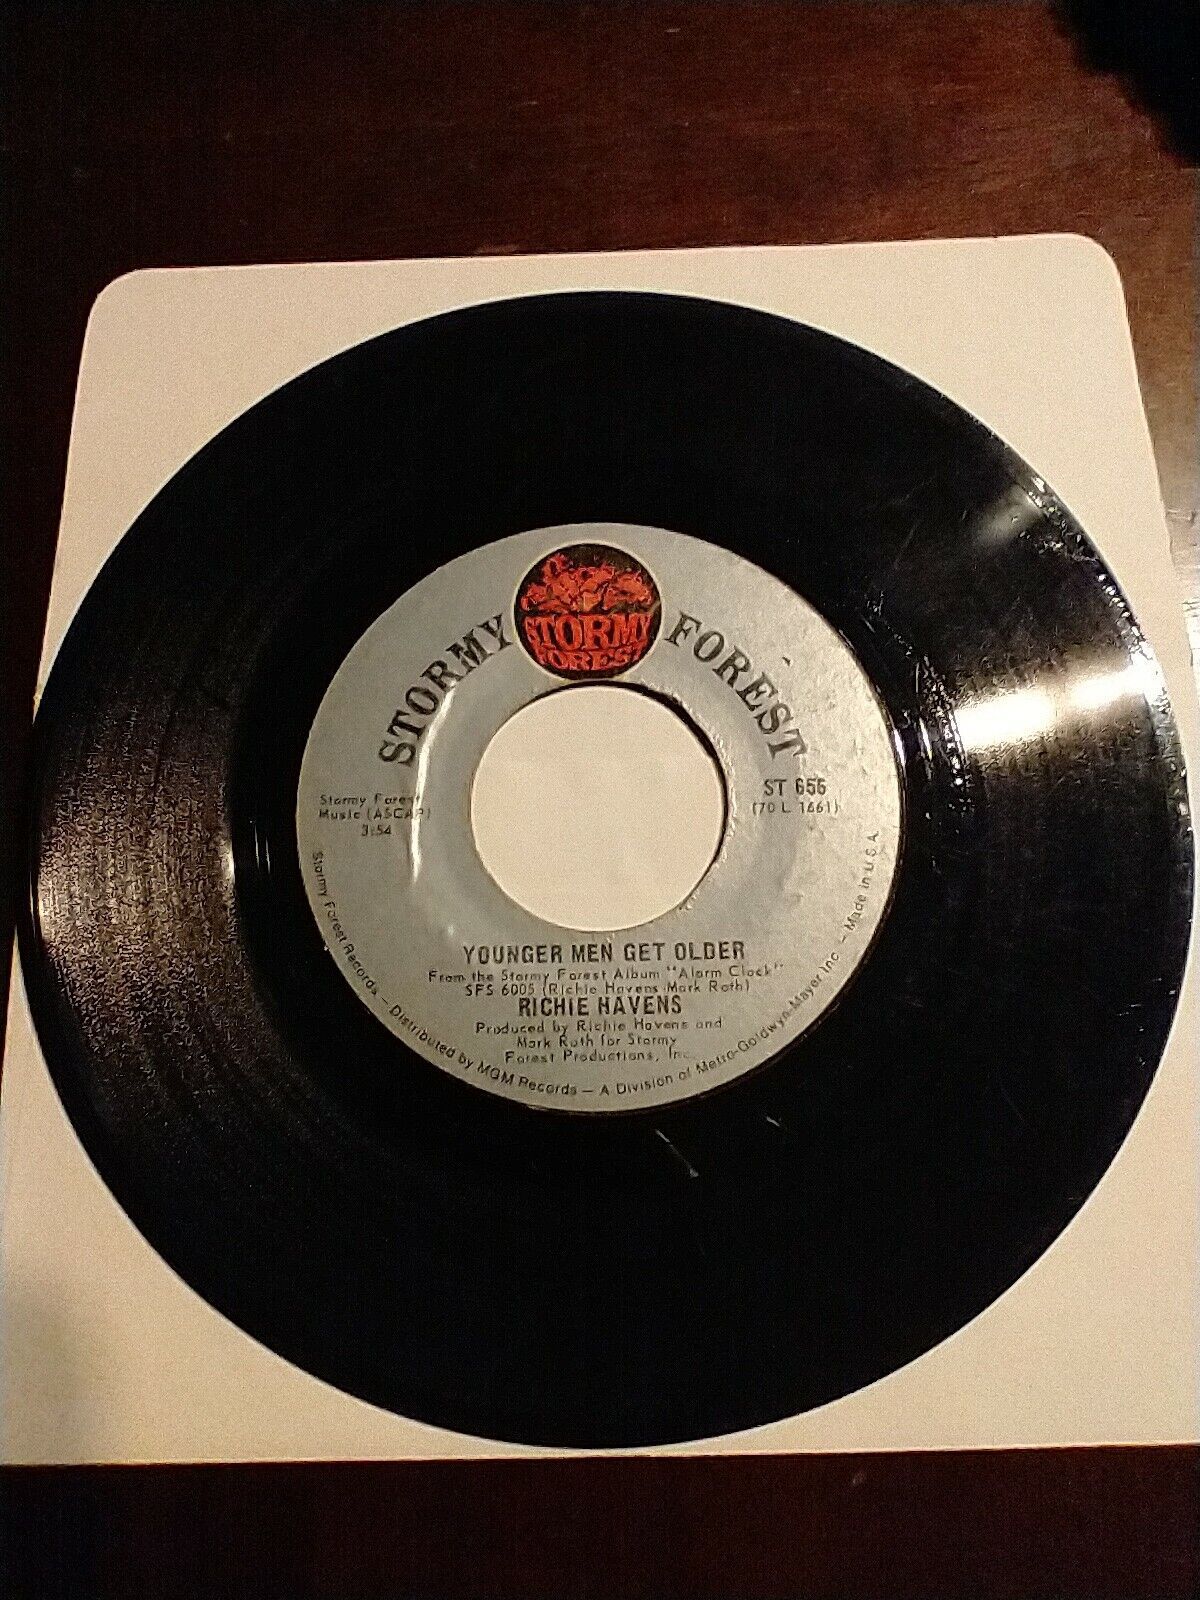 STORMY FOREST
STORMY
FOREST
Stormy Forest
Music (ASCAP)
3:54
ST 656
(70 L 1661)
YOUNGER MEN GET OLDER
From the Stormy Forest Album "Alarm Clock"
SFS 6005 (Richie Havens-Mark Roth)
RICHIE HAVENS
Produced by Richie Havens and
Mark Roth for Stormy
Forest Productions, Inc.
Stormy Forest Records — Distributed by MGM Records — A Division of Metro-Goldwyn-Mayer Inc. — Made in U.S.A.